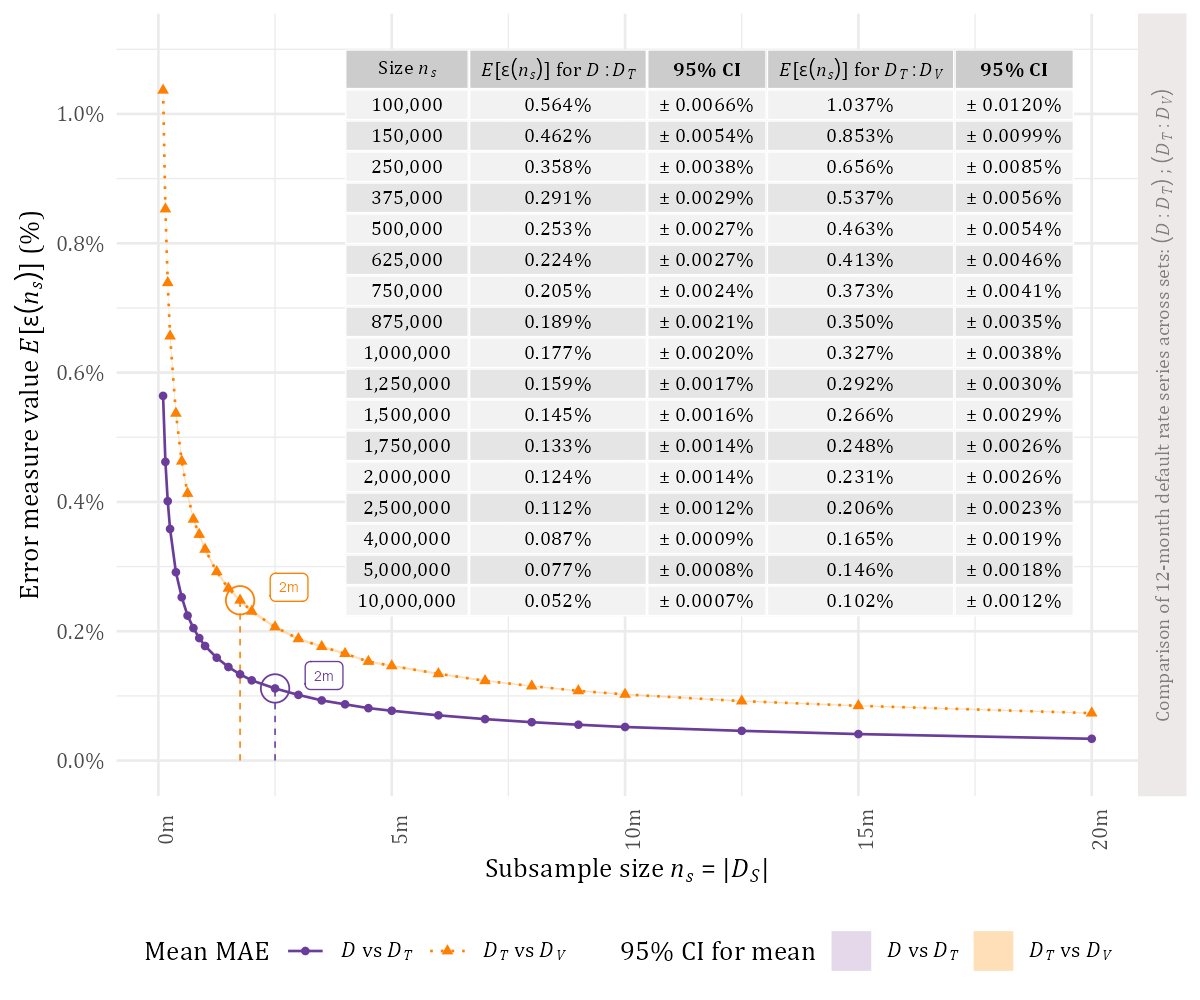 Error measure value E[ε(nₛ)] (%)
1.0%
0.8%
0.6%
0.4%
0.2%
0.0%
Size nₛ E[ε(nₛ)] for D : D_T 95% CI E[ε(nₛ)] for D_T : D_V 95% CI
100,000 0.564% ± 0.0066% 1.037% ± 0.0120%
150,000 0.462% ± 0.0054% 0.853% ± 0.0099%
250,000 0.358% ± 0.0038% 0.656% ± 0.0085%
375,000 0.291% ± 0.0029% 0.537% ± 0.0056%
500,000 0.253% ± 0.0027% 0.463% ± 0.0054%
625,000 0.224% ± 0.0027% 0.413% ± 0.0046%
750,000 0.205% ± 0.0024% 0.373% ± 0.0041%
875,000 0.189% ± 0.0021% 0.350% ± 0.0035%
1,000,000 0.177% ± 0.0020% 0.327% ± 0.0038%
1,250,000 0.159% ± 0.0017% 0.292% ± 0.0030%
1,500,000 0.145% ± 0.0016% 0.266% ± 0.0029%
1,750,000 0.133% ± 0.0014% 0.248% ± 0.0026%
2,000,000 0.124% ± 0.0014% 0.231% ± 0.0026%
2,500,000 0.112% ± 0.0012% 0.206% ± 0.0023%
4,000,000 0.087% ± 0.0009% 0.165% ± 0.0019%
5,000,000 0.077% ± 0.0008% 0.146% ± 0.0018%
10,000,000 0.052% ± 0.0007% 0.102% ± 0.0012%
2m
2m
Comparison of 12-month default rate series across sets: (D : D_T) ; (D_T : D_V)
0m 5m 10m 15m 20m
Subsample size nₛ = |D_S|
Mean MAE D vs D_T D_T vs D_V 95% CI for mean D vs D_T D_T vs D_V